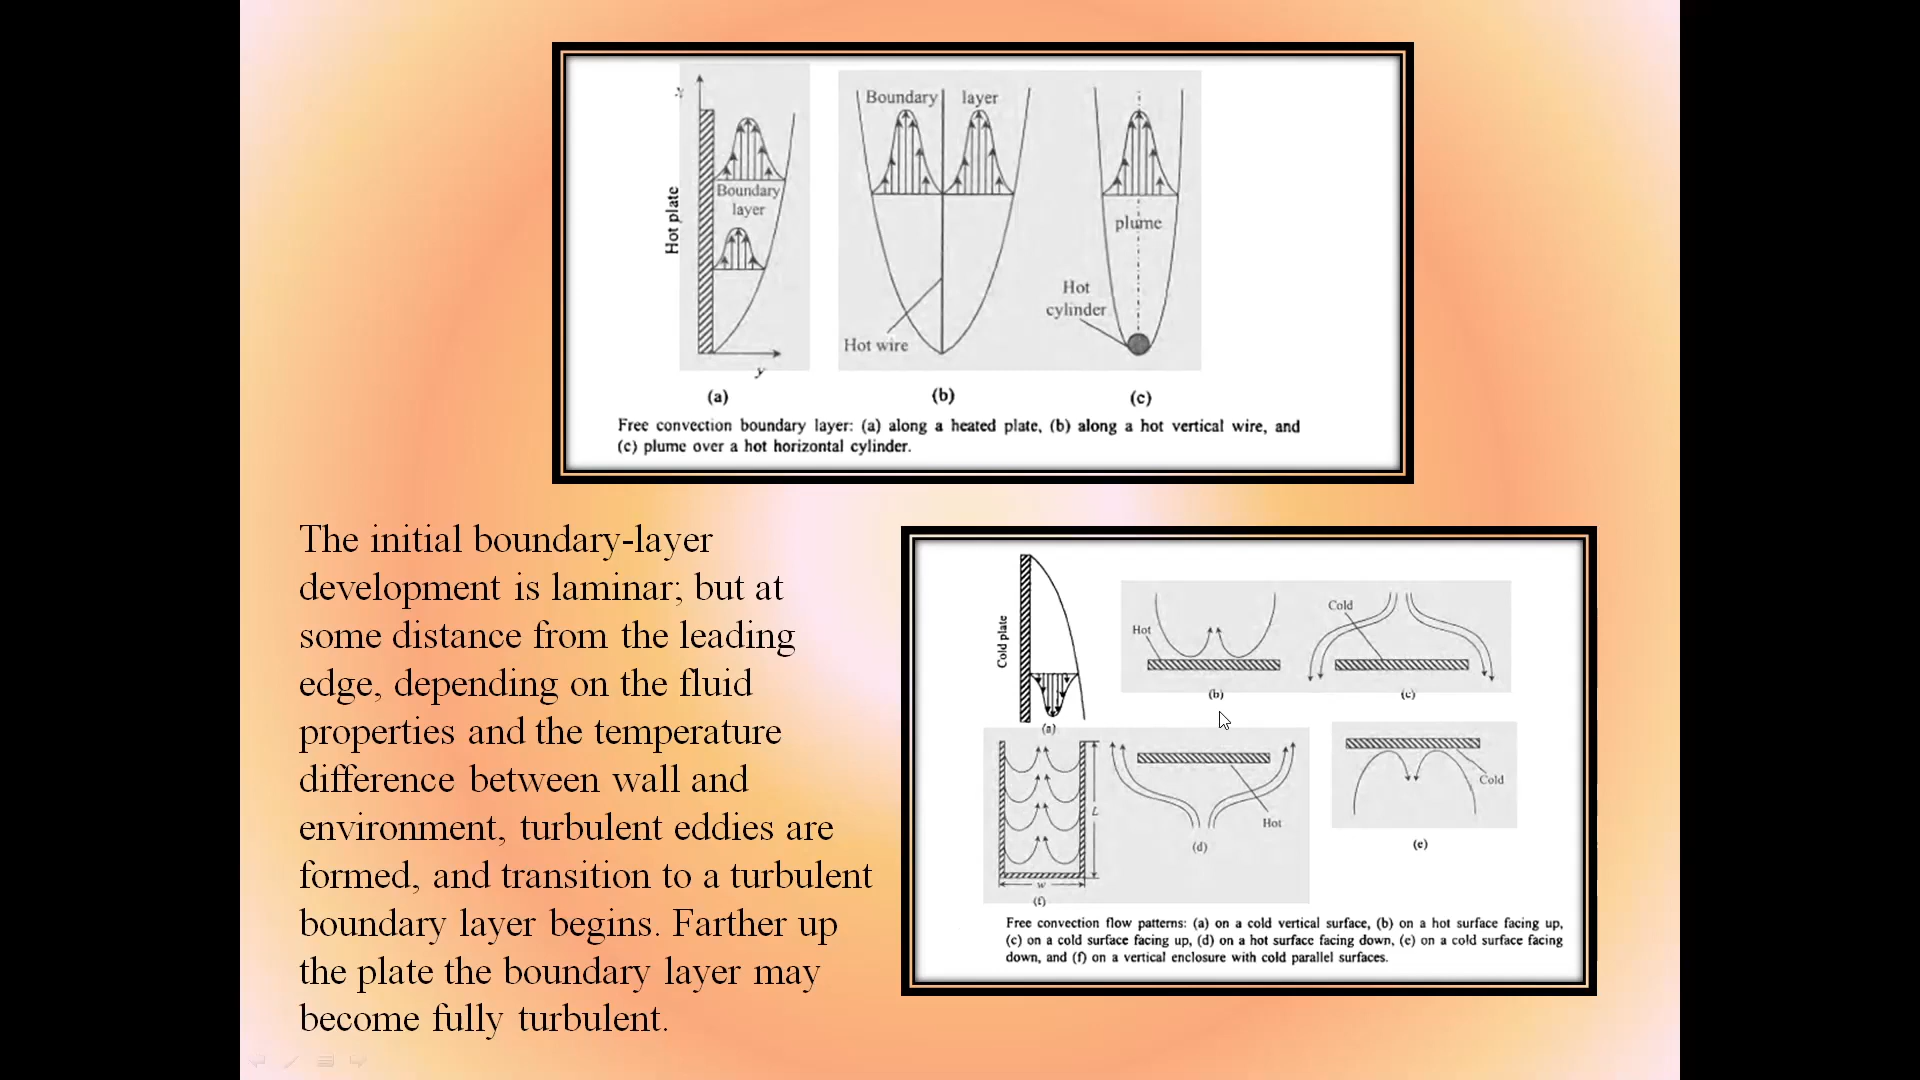 x
Hot plate
Boundary
layer
y
(a)
Boundary layer
Hot wire
(b)
plume
Hot
cylinder
(c)
Free convection boundary layer: (a) along a heated plate, (b) along a hot vertical wire, and
(c) plume over a hot horizontal cylinder.
The initial boundary-layer
development is laminar; but at
some distance from the leading
edge, depending on the fluid
properties and the temperature
difference between wall and
environment, turbulent eddies are
formed, and transition to a turbulent
boundary layer begins. Farther up
the plate the boundary layer may
become fully turbulent.
Cold plate
(a)
Hot
(b)
Cold
(c)
L
w
(f)
Hot
(d)
Cold
(e)
Free convection flow patterns: (a) on a cold vertical surface, (b) on a hot surface facing up,
(c) on a cold surface facing up, (d) on a hot surface facing down, (e) on a cold surface facing
down, and (f) on a vertical enclosure with cold parallel surfaces.